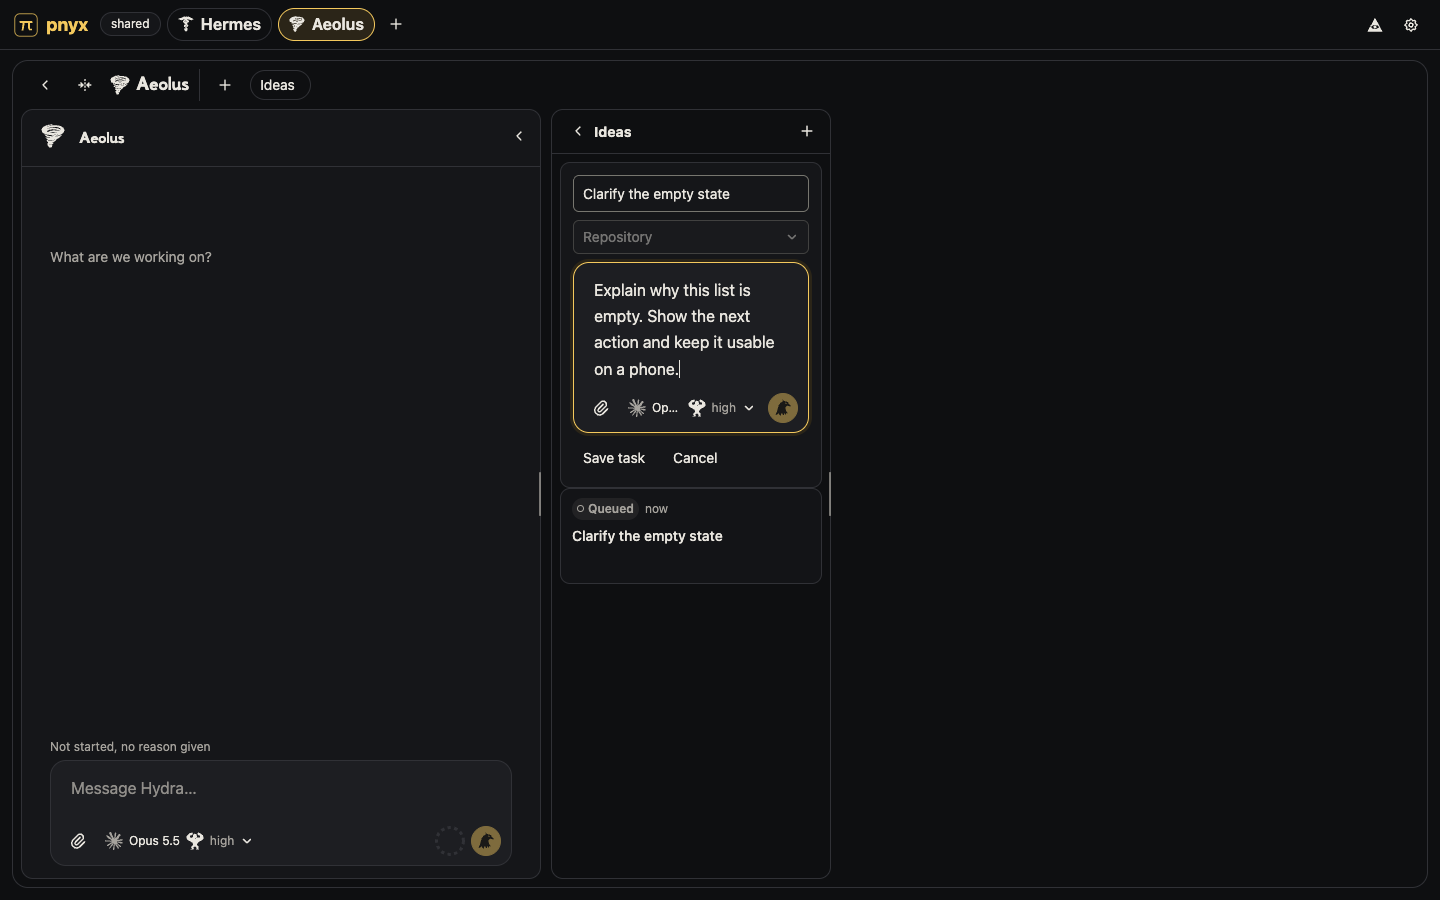 π pnyx shared Hermes Aeolus
Aeolus Ideas
Aeolus
What are we working on?
Not started, no reason given
Message Hydra...
Opus 5.5 high
Ideas
Clarify the empty state
Repository
Explain why this list is
empty. Show the next
action and keep it usable
on a phone.
Op... high
Save task Cancel
Queued now
Clarify the empty state